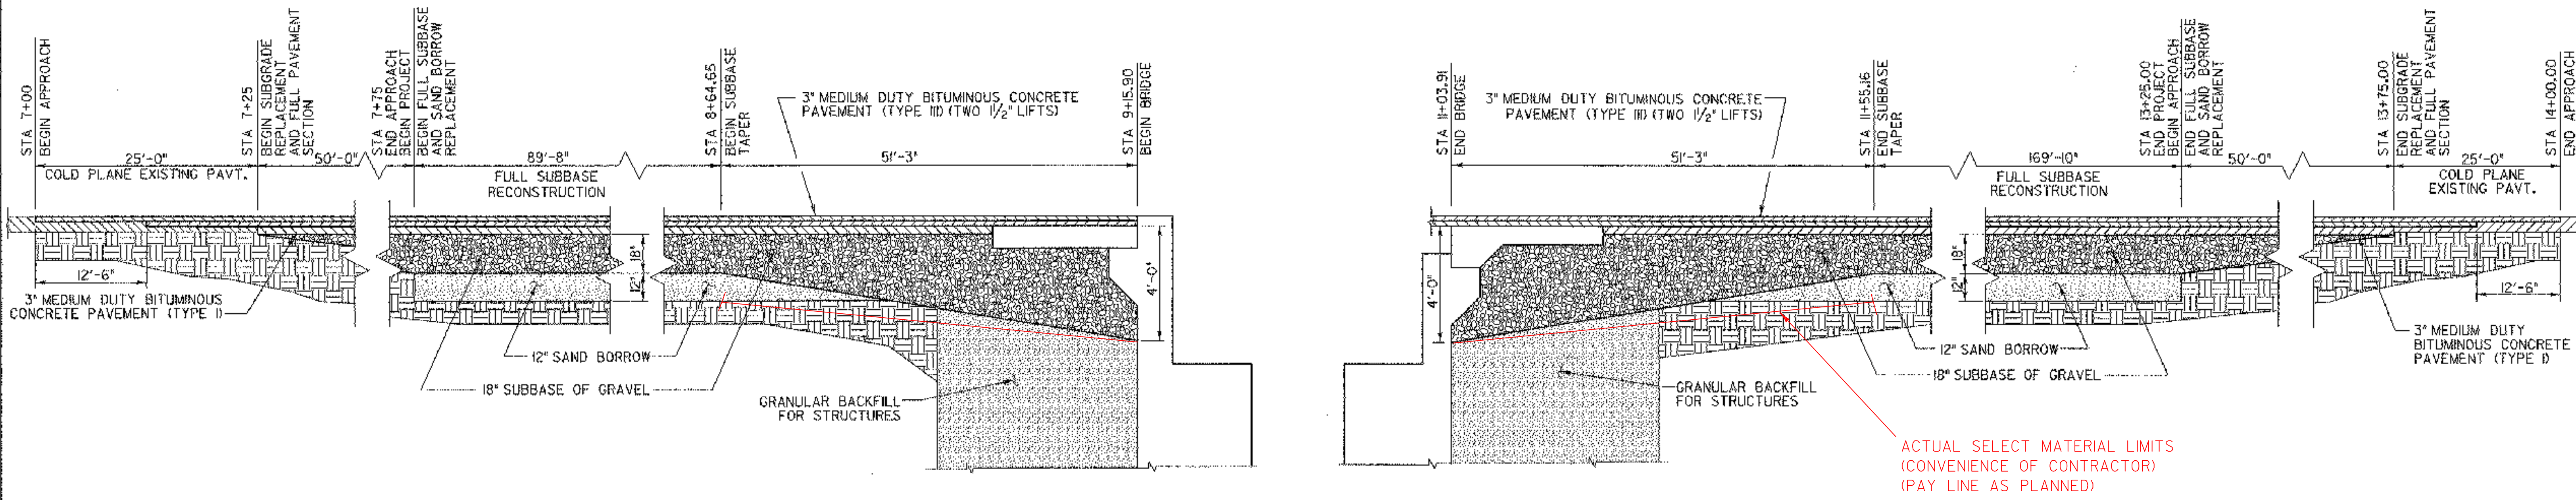 STA 7+00
BEGIN APPROACH
STA 7+25
BEGIN SUBGRADE
REPLACEMENT
AND FULL PAVEMENT
SECTION
STA 7+75
END APPROACH
BEGIN PROJECT
BEGIN FULL SUBBASE
AND SAND BORROW
REPLACEMENT
STA 8+64.65
BEGIN SUBBASE
TAPER
STA 9+15.90
BEGIN BRIDGE
25'-0"
COLD PLANE EXISTING PAVT.
50'-0"
89'-8"
FULL SUBBASE
RECONSTRUCTION
51'-3"
3" MEDIUM DUTY BITUMINOUS CONCRETE
PAVEMENT (TYPE III) (TWO 1½" LIFTS)
12'-6"
3" MEDIUM DUTY BITUMINOUS
CONCRETE PAVEMENT (TYPE I)
18"
12"
4'-0"
12" SAND BORROW
18" SUBBASE OF GRAVEL
GRANULAR BACKFILL
FOR STRUCTURES
STA 11+03.91
END BRIDGE
STA 11+55.16
END SUBBASE
TAPER
STA 13+25.00
END PROJECT
BEGIN APPROACH
END FULL SUBBASE
AND SAND BORROW
REPLACEMENT
STA 13+75.00
END SUBGRADE
REPLACEMENT
AND FULL PAVEMENT
SECTION
STA 14+00.00
END APPROACH
3" MEDIUM DUTY BITUMINOUS CONCRETE
PAVEMENT (TYPE III) (TWO 1½" LIFTS)
51'-3"
169'-10"
FULL SUBBASE
RECONSTRUCTION
50'-0"
25'-0"
COLD PLANE
EXISTING PAVT.
4'-0"
18"
12"
12'-6"
3" MEDIUM DUTY
BITUMINOUS CONCRETE
PAVEMENT (TYPE I)
12" SAND BORROW
18" SUBBASE OF GRAVEL
GRANULAR BACKFILL
FOR STRUCTURES
ACTUAL SELECT MATERIAL LIMITS
(CONVENIENCE OF CONTRACTOR)
(PAY LINE AS PLANNED)